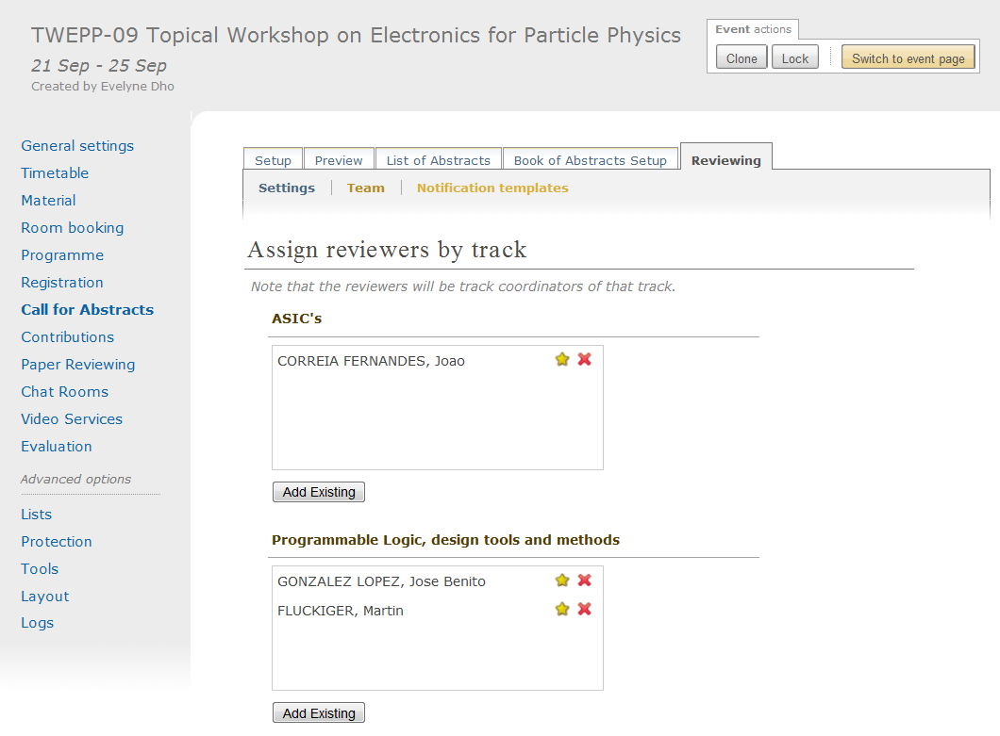 TWEPP-09 Topical Workshop on Electronics for Particle Physics
21 Sep - 25 Sep
Created by Evelyne Dho
Event actions
Clone Lock Switch to event page
General settings
Timetable
Material
Room booking
Programme
Registration
Call for Abstracts
Contributions
Paper Reviewing
Chat Rooms
Video Services
Evaluation
Advanced options
Lists
Protection
Tools
Layout
Logs
Setup Preview List of Abstracts Book of Abstracts Setup Reviewing
Settings Team Notification templates
Assign reviewers by track
Note that the reviewers will be track coordinators of that track.
ASIC's
CORREIA FERNANDES, Joao
Add Existing
Programmable Logic, design tools and methods
GONZALEZ LOPEZ, Jose Benito
FLUCKIGER, Martin
Add Existing